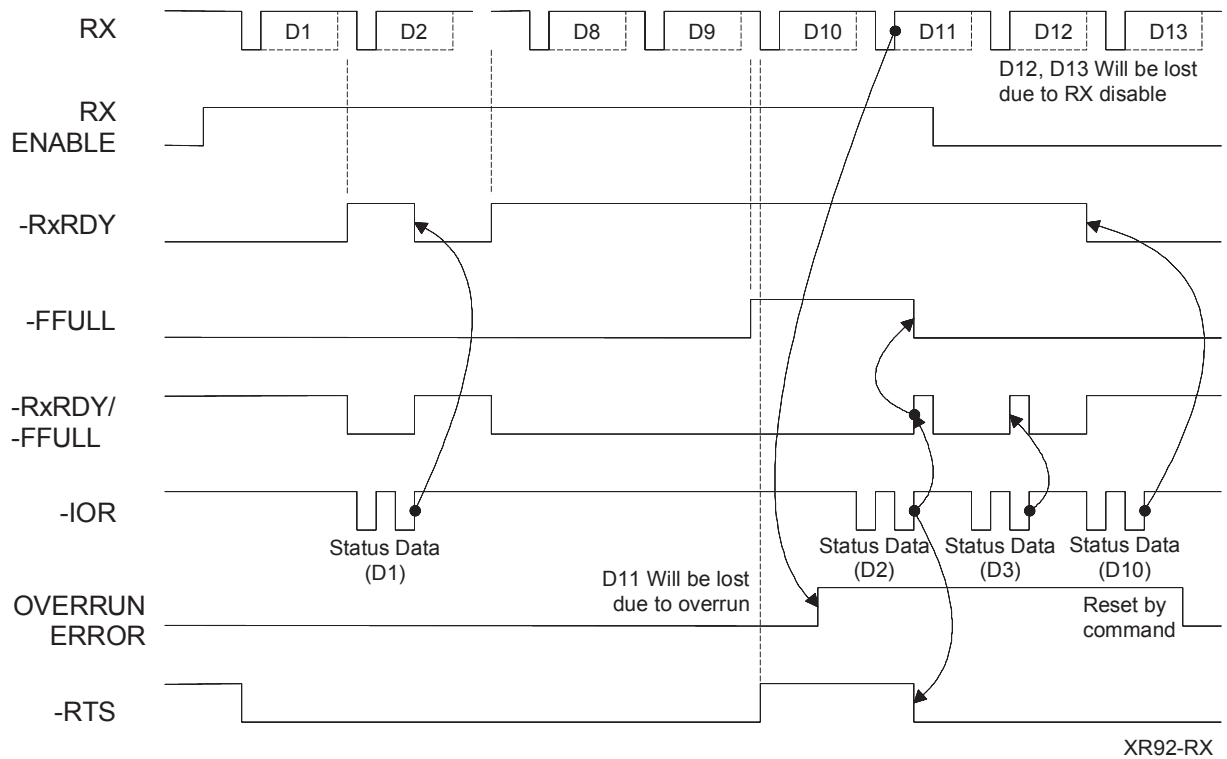 RX
D1
D2
D8
D9
D10
D11
D12
D13
D12, D13 Will be lost
due to RX disable
RX
ENABLE
-RxRDY
-FFULL
-RxRDY/
-FFULL
-IOR
Status Data
(D1)
Status Data
(D2)
Status Data
(D3)
Status Data
(D10)
D11 Will be lost
due to overrun
OVERRUN
ERROR
Reset by
command
-RTS
XR92-RX